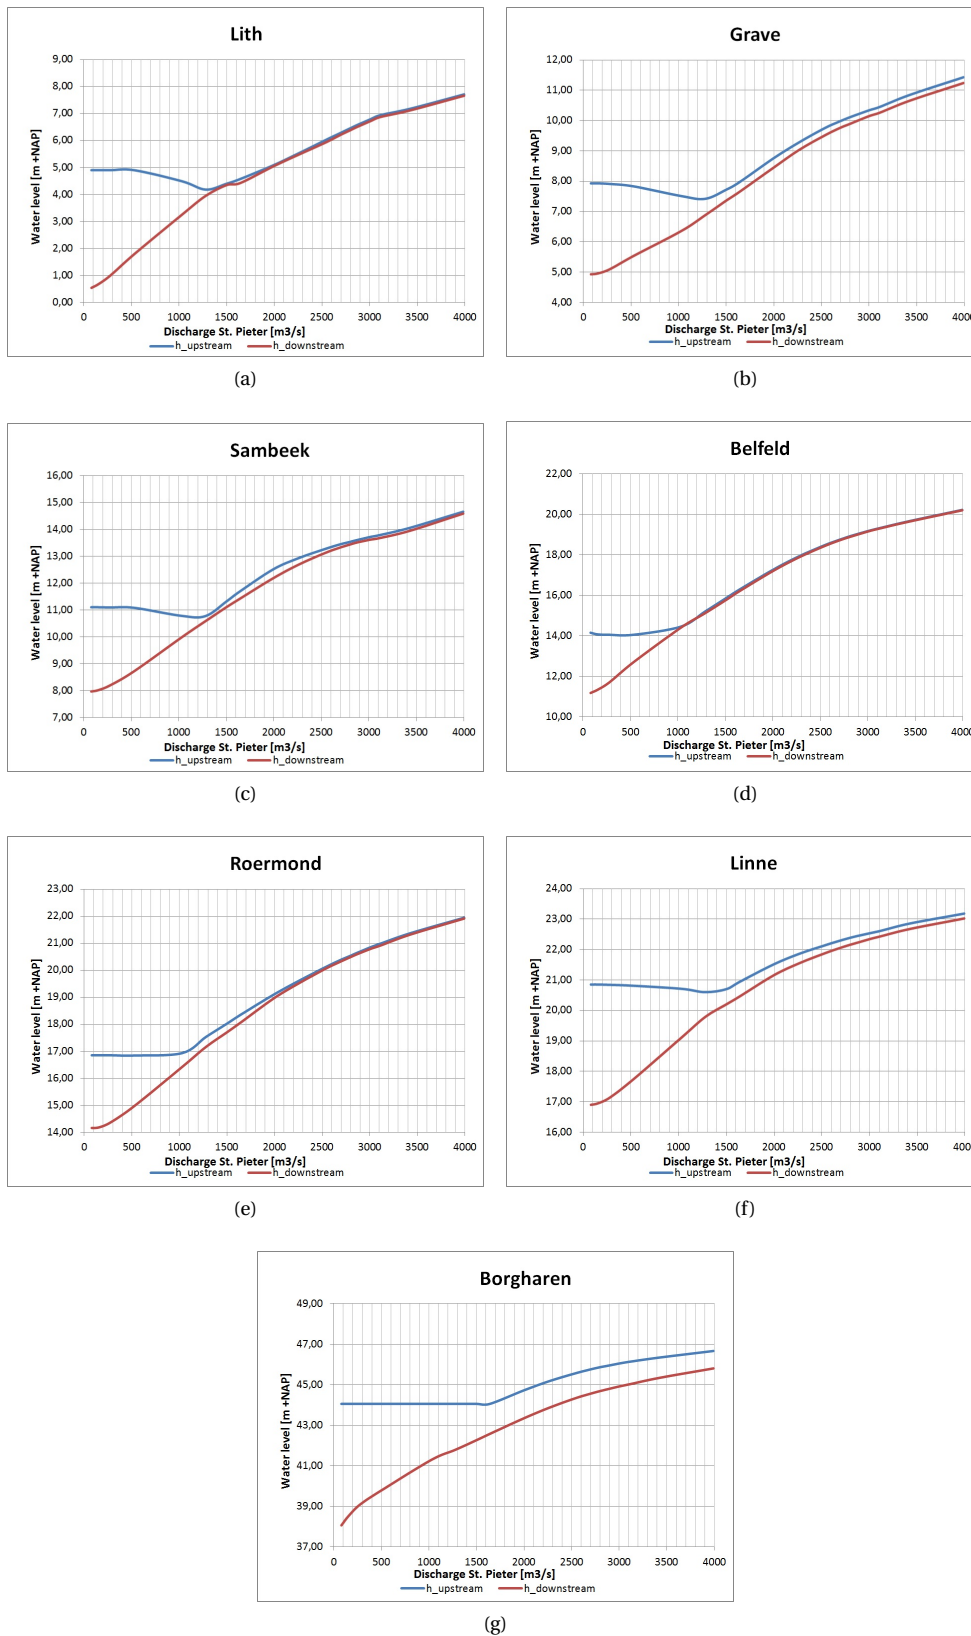 Lith
9,00
8,00
7,00
6,00
5,00
4,00
3,00
2,00
1,00
0,00
Water level [m +NAP]
0 500 1000 1500 2000 2500 3000 3500 4000
Discharge St. Pieter [m3/s]
h_upstream h_downstream
(a)
Grave
12,00
11,00
10,00
9,00
8,00
7,00
6,00
5,00
4,00
Water level [m +NAP]
0 500 1000 1500 2000 2500 3000 3500 4000
Discharge St. Pieter [m3/s]
h_upstream h_downstream
(b)
Sambeek
16,00
15,00
14,00
13,00
12,00
11,00
10,00
9,00
8,00
7,00
Water level [m +NAP]
0 500 1000 1500 2000 2500 3000 3500 4000
Discharge St. Pieter [m3/s]
h_upstream h_downstream
(c)
Belfeld
22,00
20,00
18,00
16,00
14,00
12,00
10,00
Water level [m +NAP]
0 500 1000 1500 2000 2500 3000 3500 4000
Discharge St. Pieter [m3/s]
h_upstream h_downstream
(d)
Roermond
23,00
22,00
21,00
20,00
19,00
18,00
17,00
16,00
15,00
14,00
Water level [m +NAP]
0 500 1000 1500 2000 2500 3000 3500 4000
Discharge St. Pieter [m3/s]
h_upstream h_downstream
(e)
Linne
24,00
23,00
22,00
21,00
20,00
19,00
18,00
17,00
16,00
Water level [m +NAP]
0 500 1000 1500 2000 2500 3000 3500 4000
Discharge St. Pieter [m3/s]
h_upstream h_downstream
(f)
Borgharen
49,00
47,00
45,00
43,00
41,00
39,00
37,00
Water level [m +NAP]
0 500 1000 1500 2000 2500 3000 3500 4000
Discharge St. Pieter [m3/s]
h_upstream h_downstream
(g)